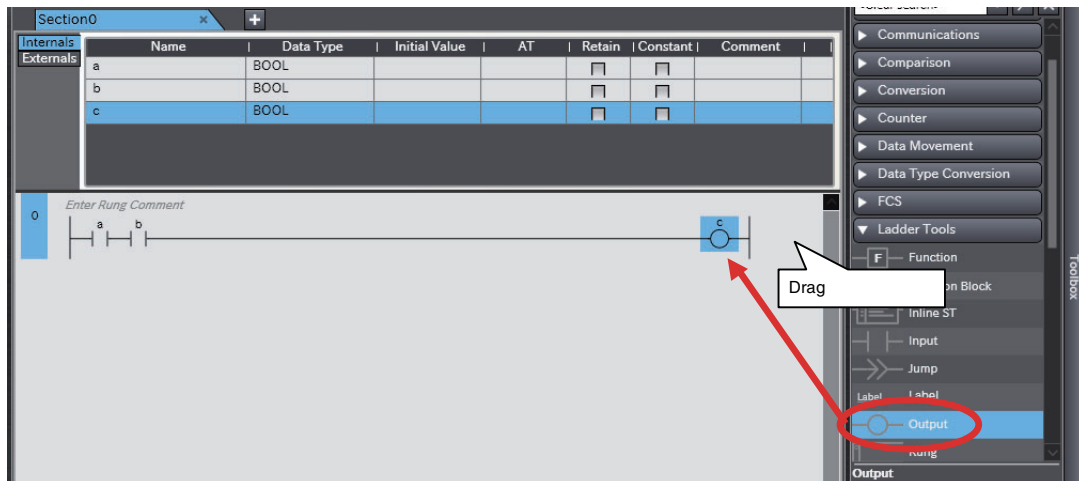 Section0 × +
Internals
Externals
Name Data Type Initial Value AT Retain Constant Comment
a BOOL
b BOOL
c BOOL
0
Enter Rung Comment
a b c
Drag
Communications
Comparison
Conversion
Counter
Data Movement
Data Type Conversion
FCS
Ladder Tools
F Function
Block
Inline ST
Input
Jump
Label Label
Output
Rung
Output
Toolbox